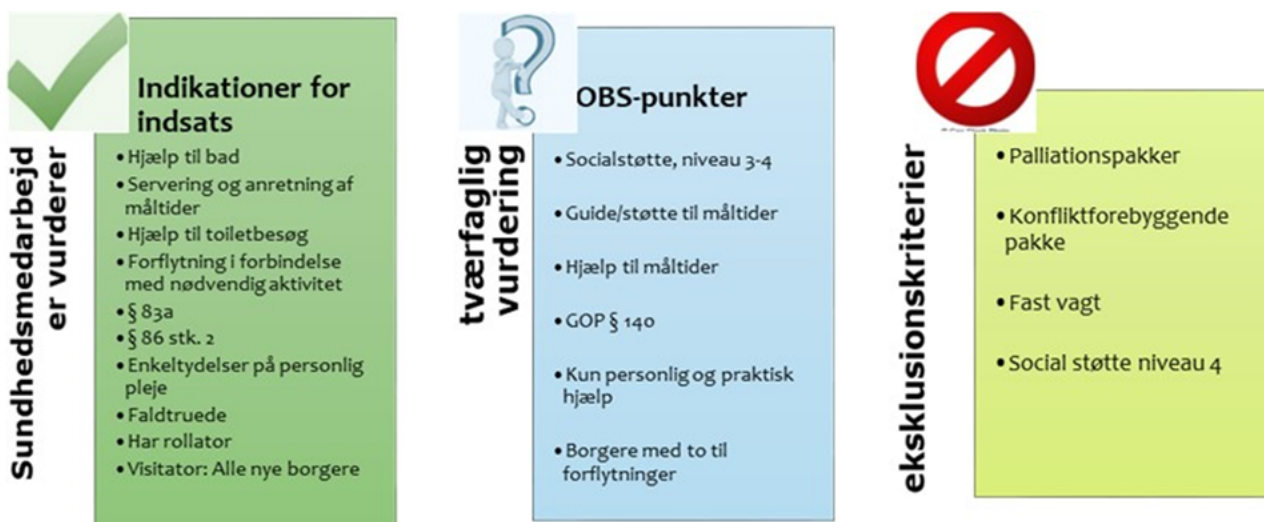 Sundhedsmedarbejd
er vurderer
Indikationer for
indsats
• Hjælp til bad
• Servering og anretning af
måltider
• Hjælp til toiletbesøg
• Forflytning i forbindelse
med nødvendig aktivitet
• § 83a
• § 86 stk. 2
• Enkeltydelser på personlig
pleje
• Faldtruede
• Har rollator
• Visitator: Alle nye borgere
tværfaglig
vurdering
OBS-punkter
• Socialstøtte, niveau 3-4
• Guide/støtte til måltider
• Hjælp til måltider
• GOP § 140
• Kun personlig og praktisk
hjælp
• Borgere med to til
forflytninger
eksklusionskriterier
• Palliationspakker
• Konfliktforebyggende
pakke
• Fast vagt
• Social støtte niveau 4